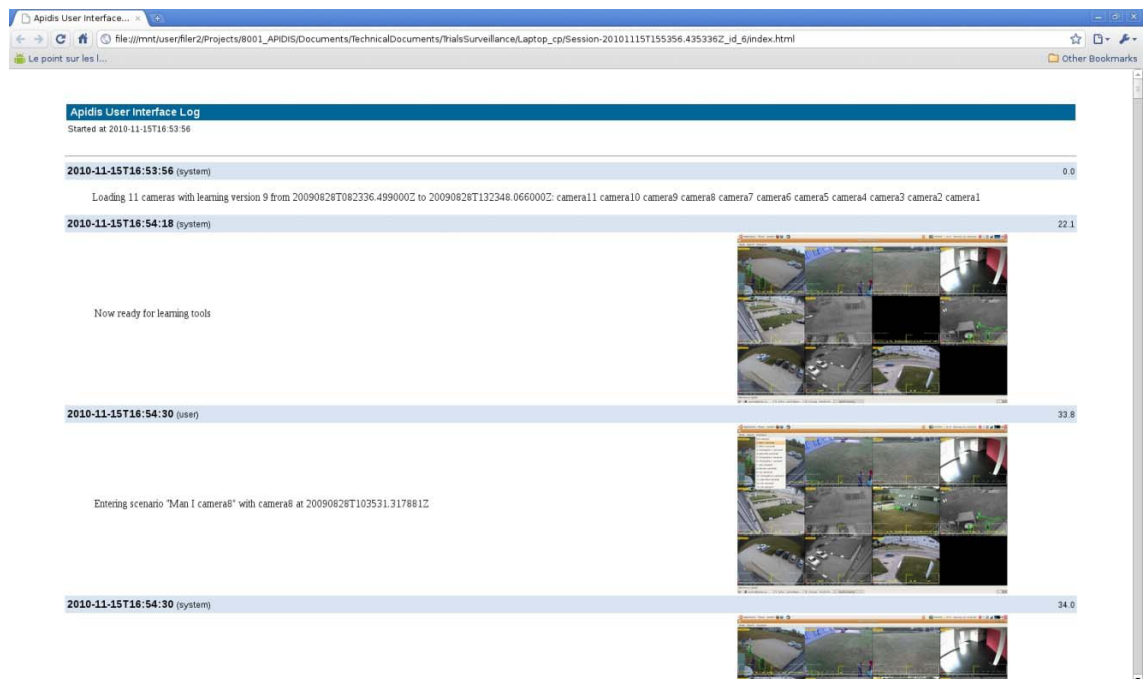 Apidis User Interface...
file:///mnt/user/filer2/Projects/8001_APIDIS/Documents/TechnicalDocuments/TrialsSurveillance/Laptop_cp/Session-20101115T155356.435336Z_id_6/index.html
Le point sur les l...
Other Bookmarks
Apidis User Interface Log
Started at 2010-11-15T16:53:56
2010-11-15T16:53:56 (system) 0.0
Loading 11 cameras with learning version 9 from 20090828T082336.499000Z to 20090828T132348.066000Z: camera11 camera10 camera9 camera8 camera7 camera6 camera5 camera4 camera3 camera2 camera1
2010-11-15T16:54:18 (system) 22.1
Now ready for learning tools
2010-11-15T16:54:30 (user) 33.8
Entering scenario "Man I camera8" with camera8 at 20090828T103531.317881Z
2010-11-15T16:54:30 (system) 34.0